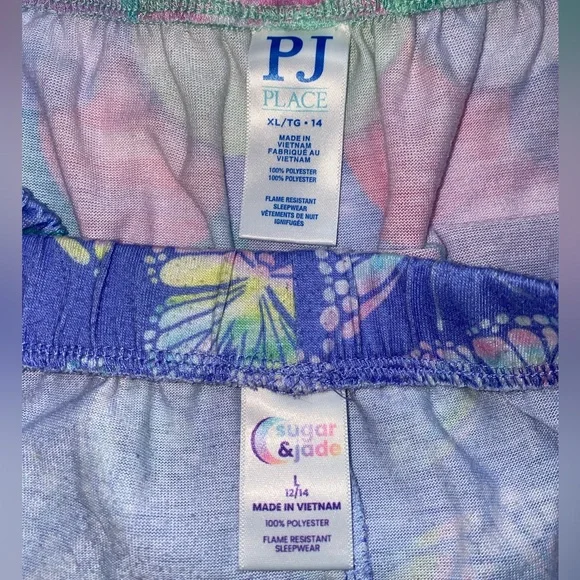 PJ
PLACE
XL/TG • 14
MADE IN
VIETNAM
FABRIQUÉ AU
VIETNAM
100% POLYESTER
100% POLYESTER
FLAME RESISTANT
SLEEPWEAR
VÊTEMENTS DE NUIT
IGNIFUGÉS
sugar
&jade
L
12/14
MADE IN VIETNAM
100% POLYESTER
FLAME RESISTANT
SLEEPWEAR